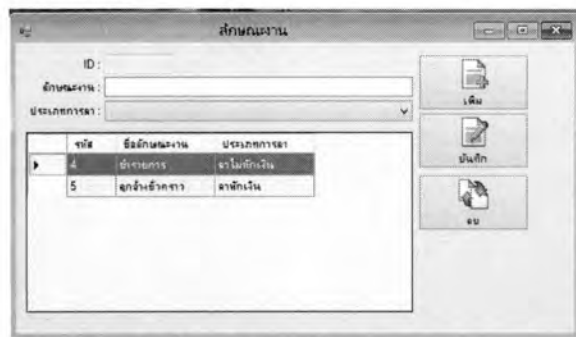 ลักษณะงาน
ID :
ลักษณะงาน :
ประเภทการลา :
เพิ่ม
บันทึก
ลบ
รหัส ชื่อลักษณะงาน ประเภทการลา
4 ข้าราชการ ลาไม่หักเงิน
5 ลูกจ้างชั่วคราว ลาหักเงิน